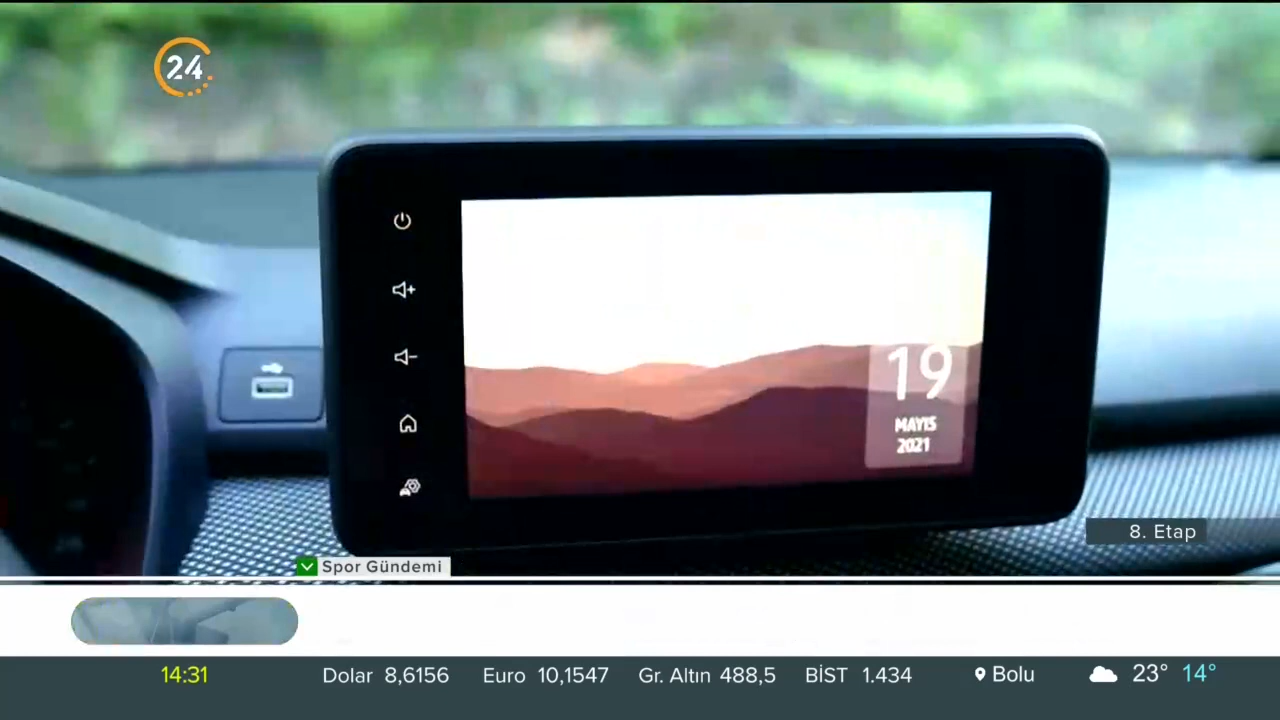 24
19
MAYIS
2021
8. Etap
Spor Gündemi
14:31 Dolar 8,6156 Euro 10,1547 Gr. Altın 488,5 BİST 1.434 Bolu 23° 14°